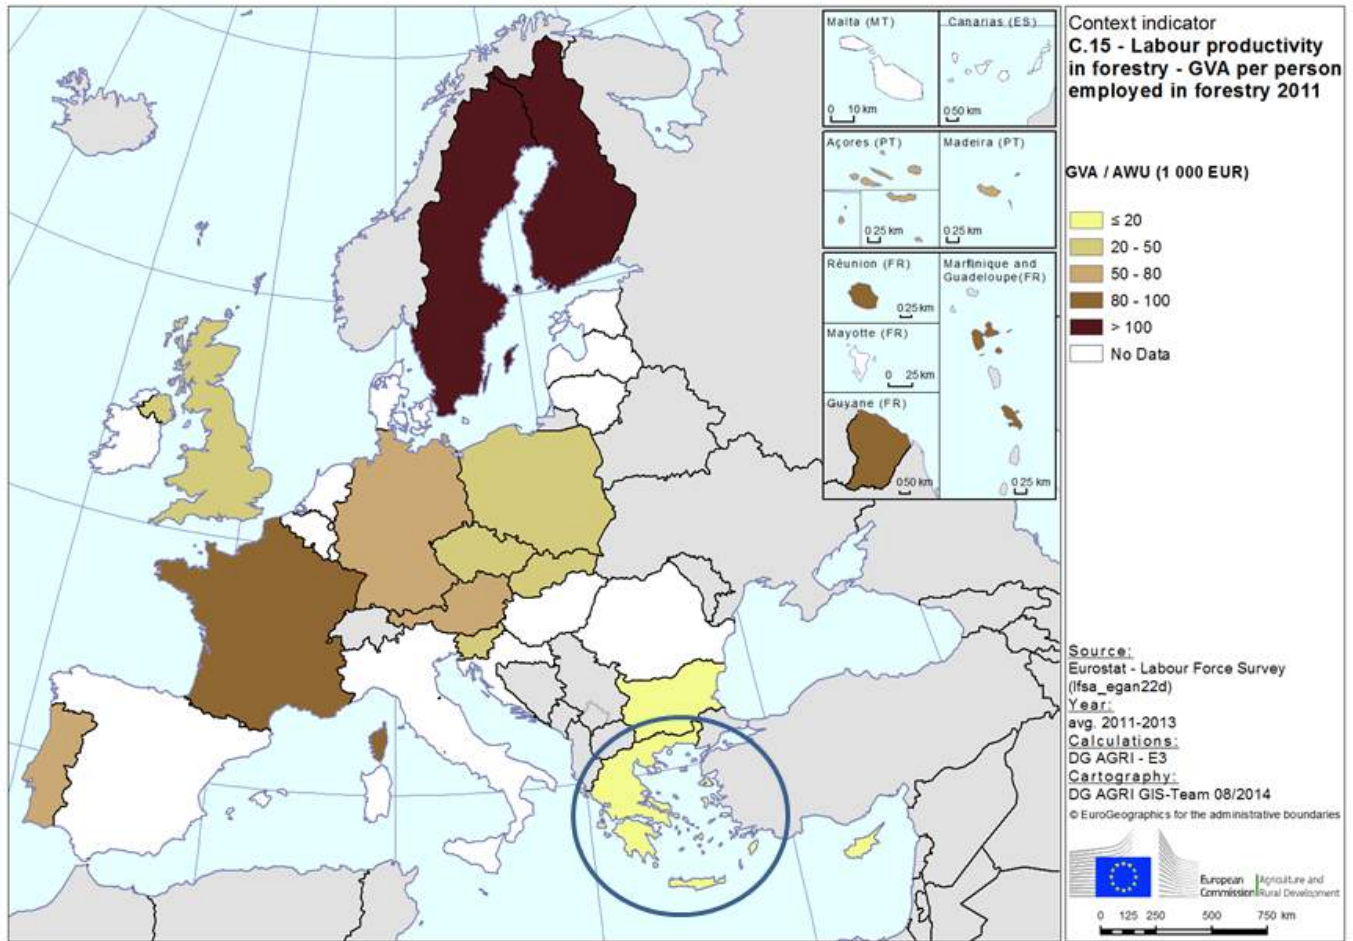 Malta (MT)
0 10 km
Canarias (ES)
0 50 km
Açores (PT)
0 25 km
Madeira (PT)
0 25 km
Réunion (FR)
0 25 km
Mayotte (FR)
0 25 km
Guyane (FR)
0 50 km
Martinique and
Guadeloupe(FR)
0 25 km
Context indicator
C.15 - Labour productivity
in forestry - GVA per person
employed in forestry 2011
GVA / AWU (1 000 EUR)
≤ 20
20 - 50
50 - 80
80 - 100
> 100
No Data
Source:
Eurostat - Labour Force Survey
(lfsa_egan22d)
Year:
avg. 2011-2013
Calculations:
DG AGRI - E3
Cartography:
DG AGRI GIS-Team 08/2014
© EuroGeographics for the administrative boundaries
European
Commission
Agriculture and
Rural Development
0 125 250 500 750 km